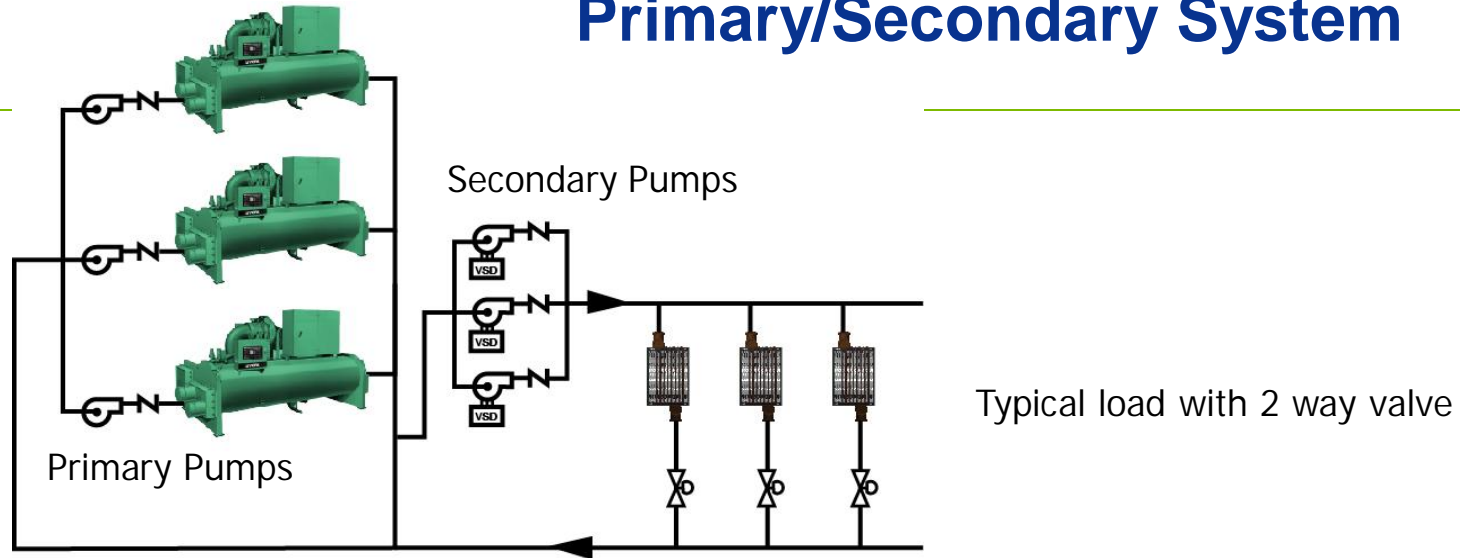 Primary/Secondary System
Secondary Pumps
VSD
VSD
VSD
Typical load with 2 way valve
Primary Pumps